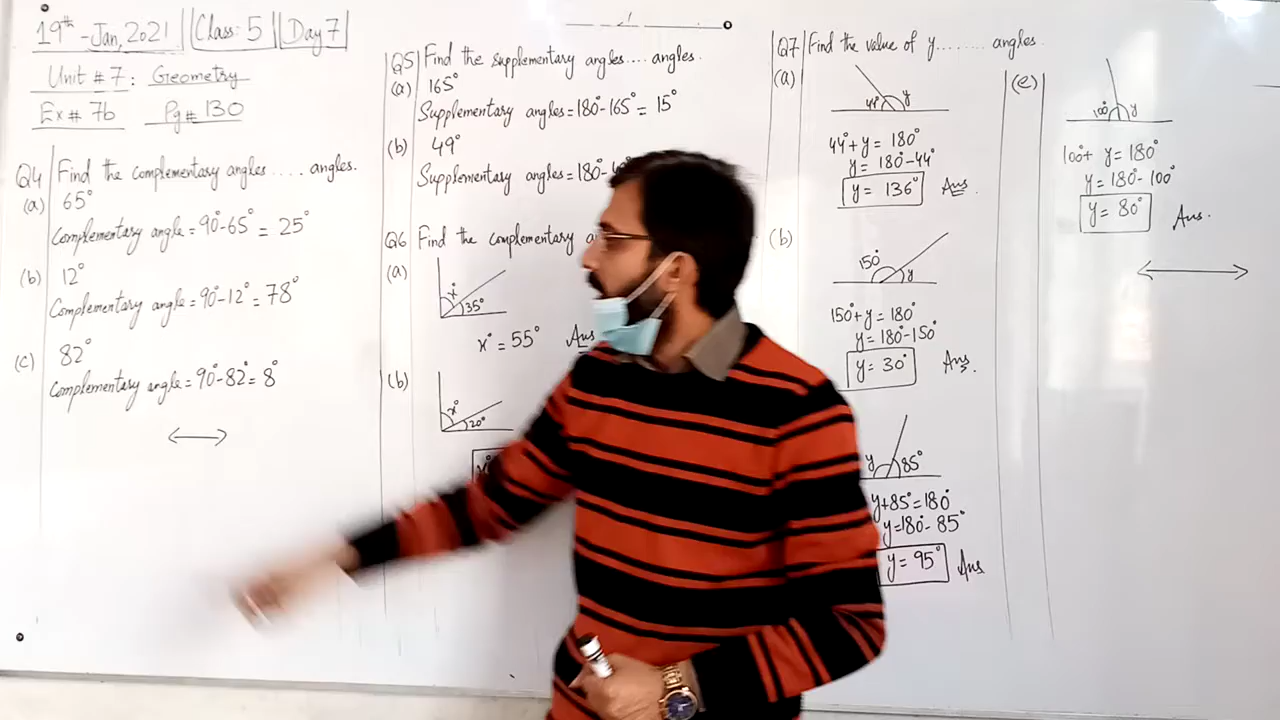 19th-Jan, 2021 Class: 5 Day 7
Unit # 7: Geometry
Ex# 7b Pg# 130
Q4 Find the complementary angles .... angles.
(a) 65°
Complementary angle = 90°-65° = 25°
(b) 12°
Complementary angle = 90°-12° = 78°
(c) 82°
Complementary angle = 90°-82° = 8°
Q5 Find the supplementary angles .... angles.
(a) 165°
Supplementary angles = 180°-165° = 15°
(b) 49°
Supplementary angles = 180°-
Q6 Find the complementary
(a)
x° 35°
x° = 55° Ans
(b)
x° 20°
x°
Q7 Find the value of y ........ angles.
(a)
44° y
44°+y = 180°
y = 180°-44°
y = 136° Ans
(b)
150° y
150°+y = 180°
y = 180°-150°
y = 30° Ans.
y 85°
y+85° = 180°
y = 180°- 85°
y = 95° Ans
(e)
100° y
100°+ y = 180°
y = 180°- 100°
y = 80° Ans.